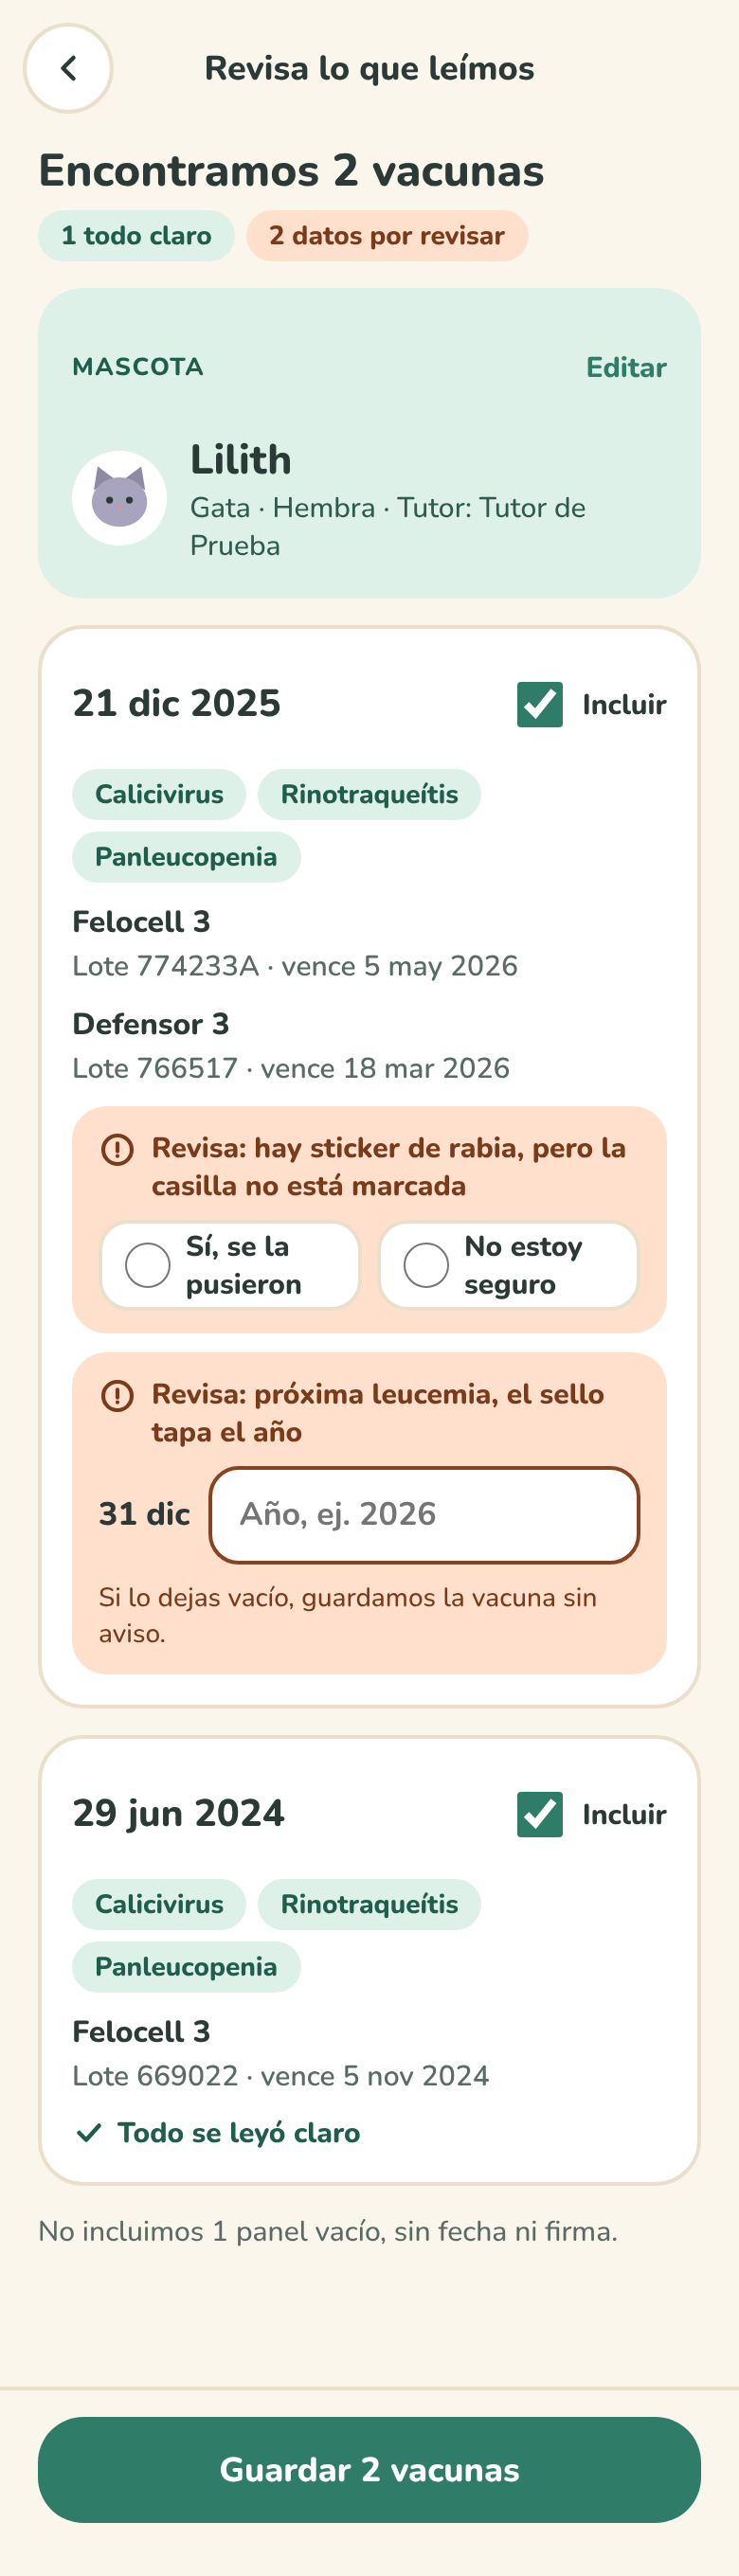 Revisa lo que leímos
Encontramos 2 vacunas
1 todo claro
2 datos por revisar
MASCOTA
Editar
Lilith
Gata · Hembra · Tutor: Tutor de
Prueba
21 dic 2025
Incluir
Calicivirus
Rinotraqueítis
Panleucopenia
Felocell 3
Lote 774233A · vence 5 may 2026
Defensor 3
Lote 766517 · vence 18 mar 2026
Revisa: hay sticker de rabia, pero la
casilla no está marcada
Sí, se la
pusieron
No estoy
seguro
Revisa: próxima leucemia, el sello
tapa el año
31 dic
Año, ej. 2026
Si lo dejas vacío, guardamos la vacuna sin
aviso.
29 jun 2024
Incluir
Calicivirus
Rinotraqueítis
Panleucopenia
Felocell 3
Lote 669022 · vence 5 nov 2024
Todo se leyó claro
No incluimos 1 panel vacío, sin fecha ni firma.
Guardar 2 vacunas